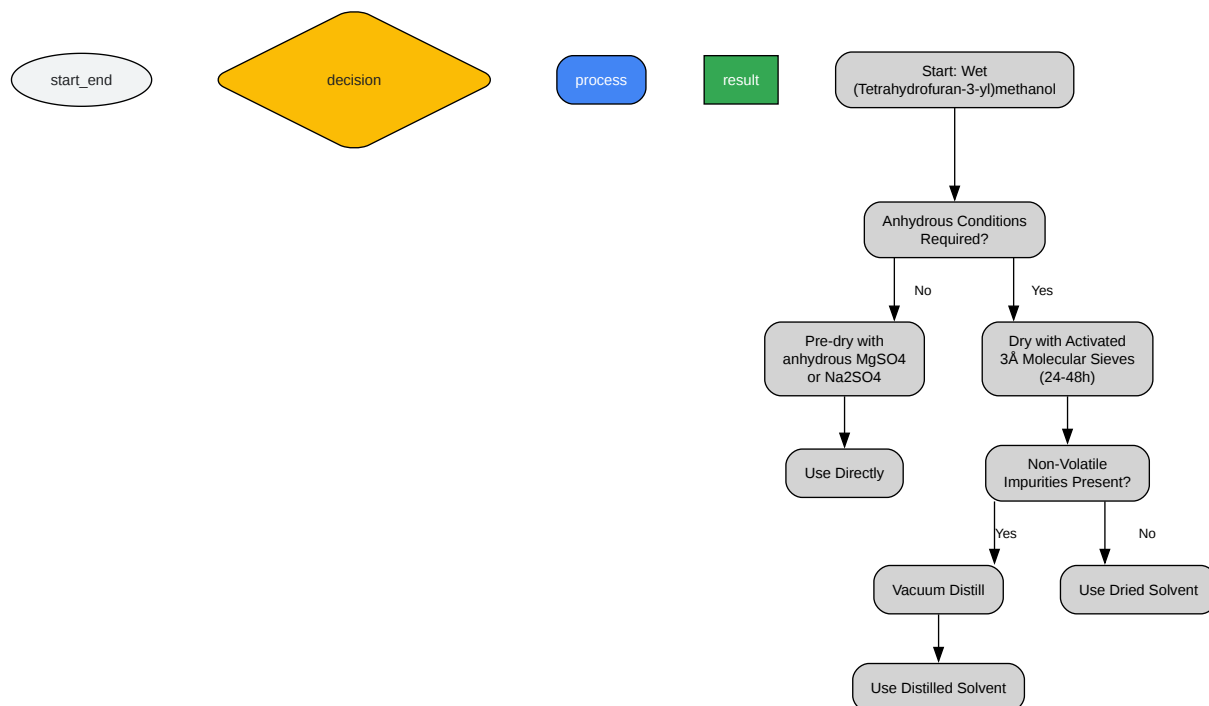 start_end
decision
process
result
Start: Wet
(Tetrahydrofuran-3-yl)methanol
Anhydrous Conditions
Required?
No
Yes
Pre-dry with
anhydrous MgSO4
or Na2SO4
Dry with Activated
3Å Molecular Sieves
(24-48h)
Use Directly
Non-Volatile
Impurities Present?
Yes
No
Vacuum Distill
Use Dried Solvent
Use Distilled Solvent